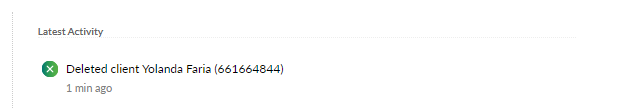 Latest Activity
Deleted client Yolanda Faria (661664844)
1 min ago